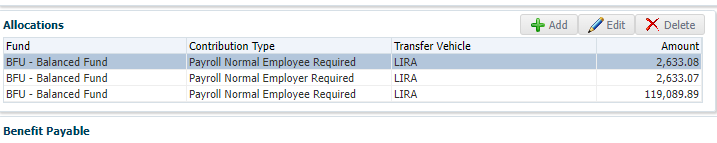 Allocations Add Edit Delete
Fund Contribution Type Transfer Vehicle Amount
BFU - Balanced Fund Payroll Normal Employee Required LIRA 2,633.08
BFU - Balanced Fund Payroll Normal Employer Required LIRA 2,633.07
BFU - Balanced Fund Payroll Normal Employee Required LIRA 119,089.89
Benefit Payable